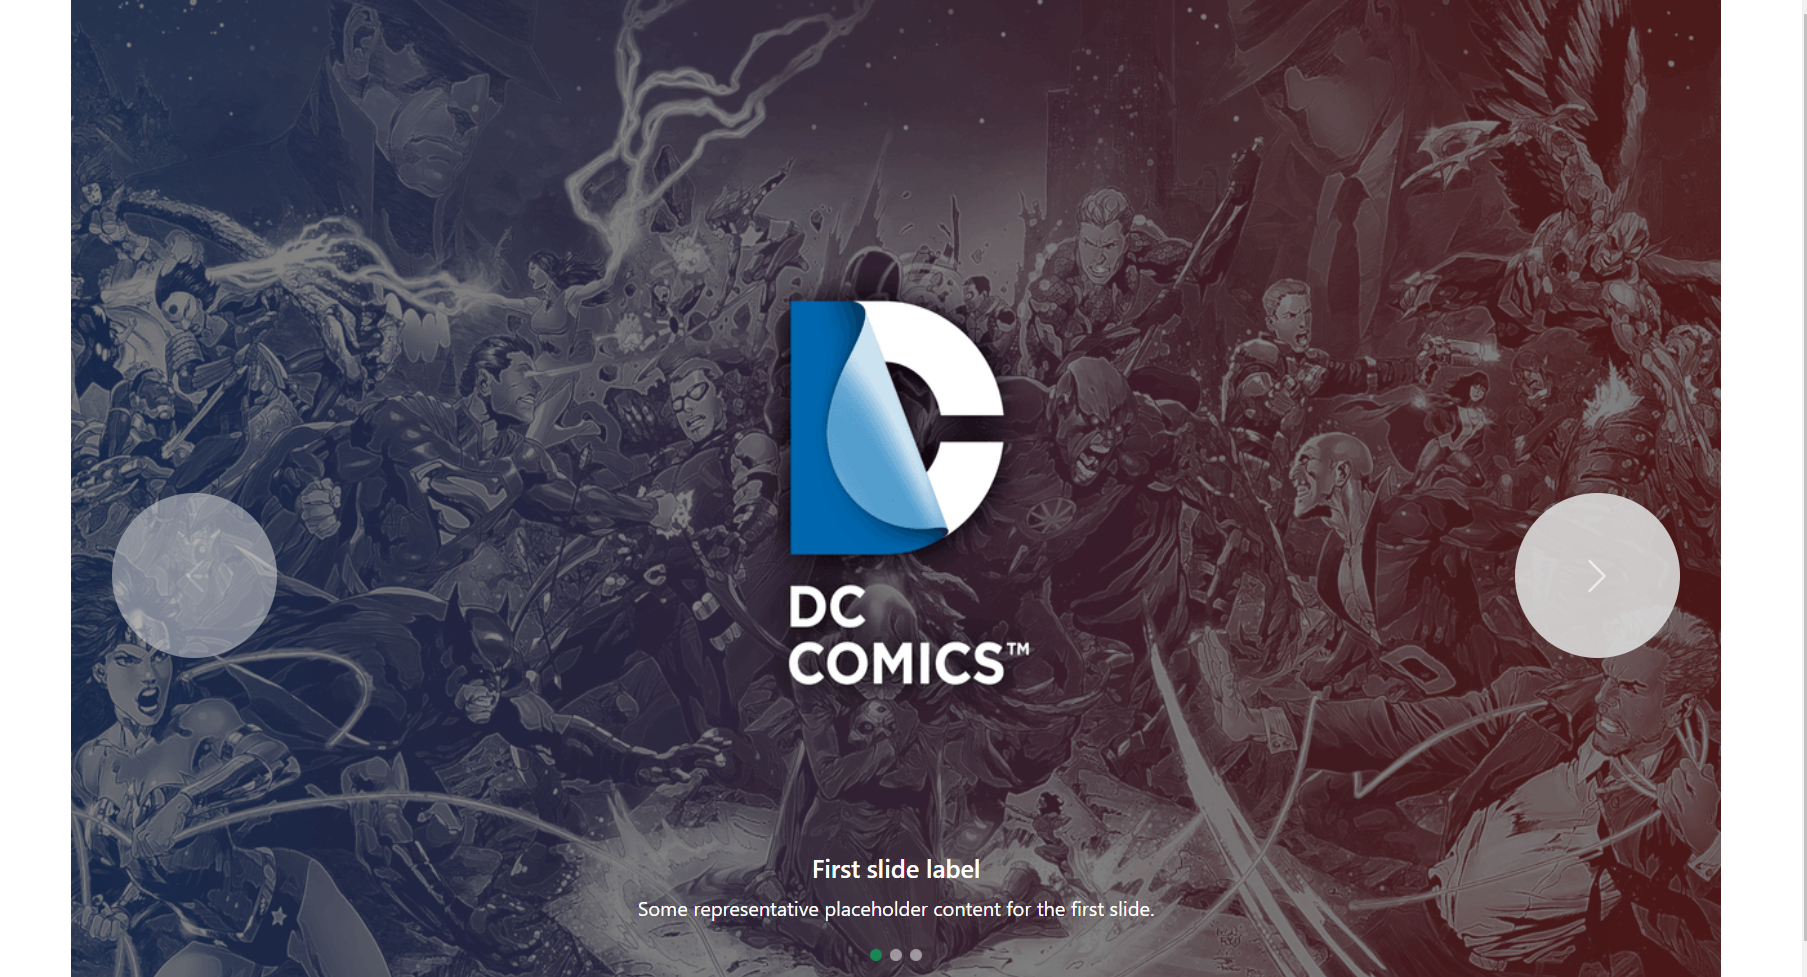 DC
COMICS™
First slide label
Some representative placeholder content for the first slide.